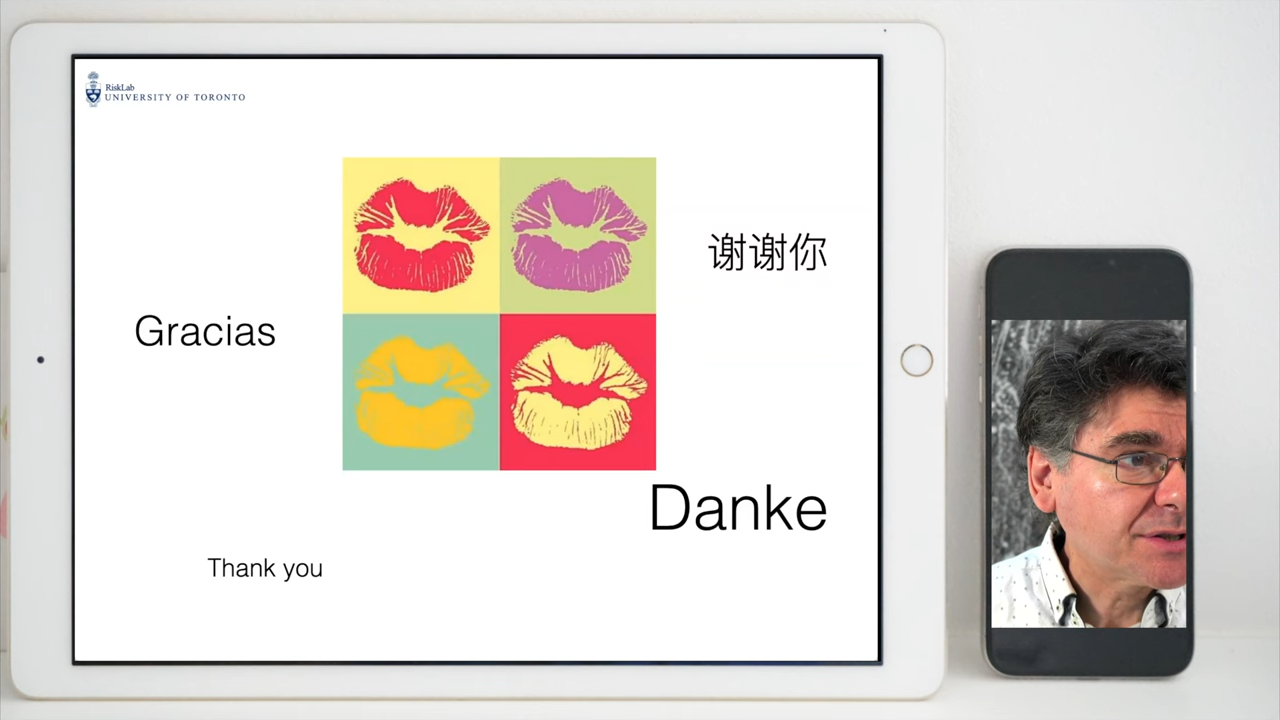 RiskLab
UNIVERSITY OF TORONTO
谢谢你
Gracias
Danke
Thank you